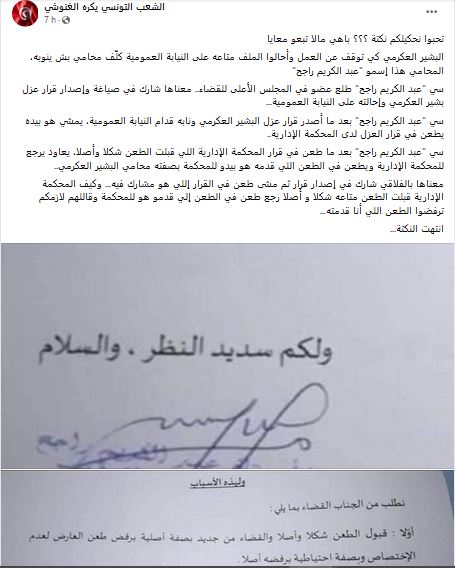 الشعب التونسي يكره الغنوشي
7 h
تحبوا نحكيلكم نكتة ؟؟؟ باهي مالا تبعو معايا
البشير العكرمي كي توقف عن العمل وأحالوا الملف متاعه على النيابة العمومية كلّف محامي بش ينوبه، المحامي هذا إسمو "عبد الكريم راجح"
سي "عبد الكريم راجح" طلع عضو في المجلس الأعلى للقضاء.. معناها شارك في صياغة وإصدار قرار عزل بشير العكرمي وإحالته على النيابة العمومية...
سي "عبد الكريم راجح" بعد ما أصدر قرار عزل البشير العكرمي ونابه قدام النيابة العمومية، يمشي هو بيده يطعن في قرار العزل لدى المحكمة الإدارية..
سي "عبد الكريم راجح" بعد ما طعن في قرار المحكمة الإدارية اللي قبلت الطعن شكلا وأصلا، يعاود يرجع للمحكمة الإدارية ويطعن في الطعن اللي قدمه هو بيدو للمحكمة بصفته محامي البشير العكرمي..
معناها بالفلاقي شارك في إصدار قرار ثم مشى طعن في القرار إللي هو مشارك فيه... وكيف المحكمة الإدارية قبلت الطعن متاعه شكلا و أصلا رجع طعن في الطعن إلي قدمو هو للمحكمة وقاللهم لازمكم ترفضوا الطعن اللي أنا قدمته...
انتهت النكتة...
ولكم سديد النظر ، والسلام
ولهذه الأسباب
نطلب من الجناب القضاء بما يلي :
أوّلا : قبول الطعن شكلا وأصلا والقضاء من جديد بصفة أصلية برفض طعن العارض لعدم
الإختصاص وبصفة احتياطية برفضه أصلا.